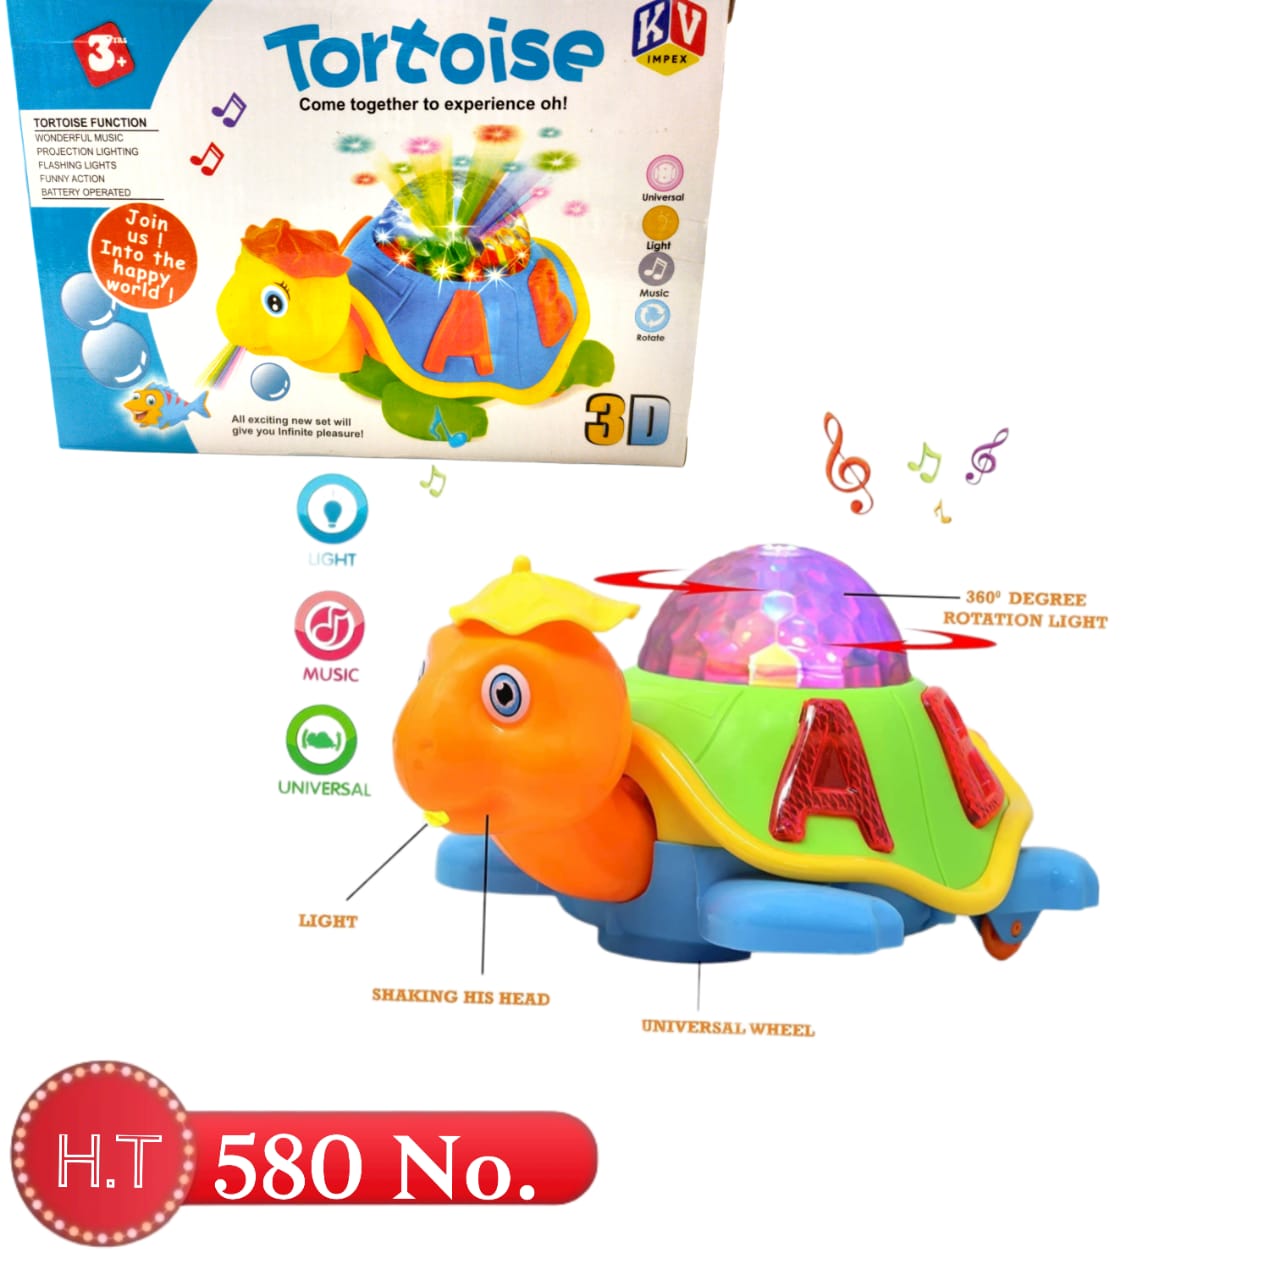 3 YRS +
Tortoise
KV
IMPEX
Come together to experience oh!
TORTOISE FUNCTION
WONDERFUL MUSIC
PROJECTION LIGHTING
FLASHING LIGHTS
FUNNY ACTION
BATTERY OPERATED
Join
us !
Into the
happy
world !
Universal
Light
Music
Rotate
A B
All exciting new set will
give you Infinite pleasure!
3D
LIGHT
MUSIC
UNIVERSAL
360⁰ DEGREE
ROTATION LIGHT
A B
LIGHT
SHAKING HIS HEAD
UNIVERSAL WHEEL
H.T 580 No.